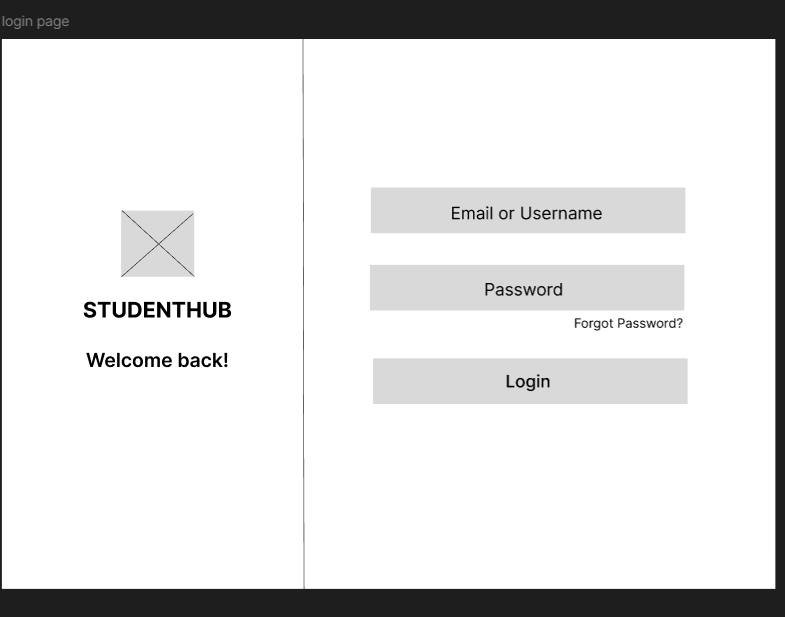 login page
STUDENTHUB
Welcome back!
Email or Username
Password
Forgot Password?
Login